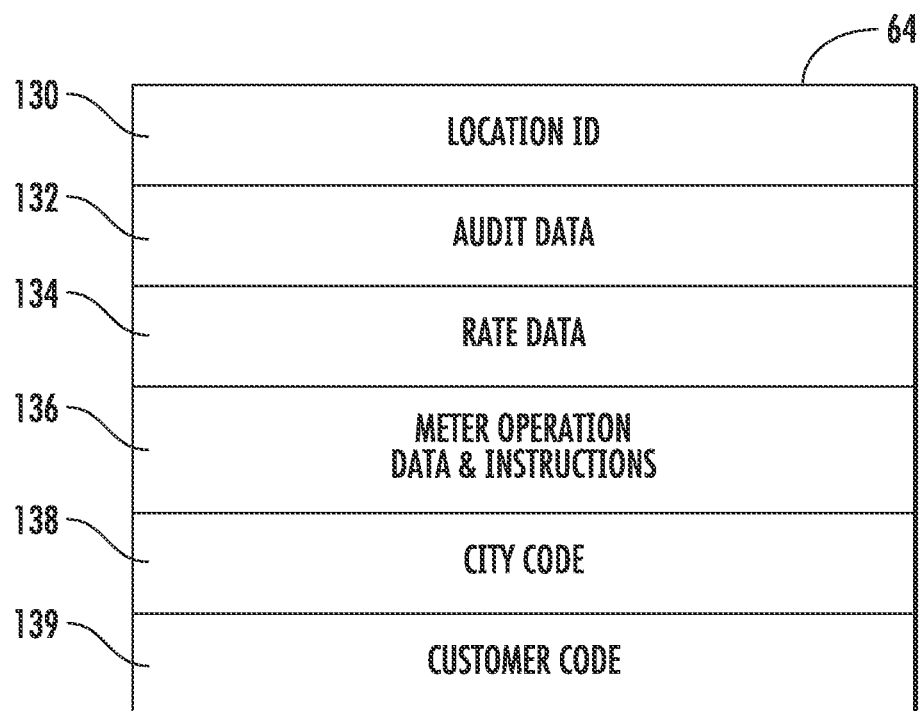 64
130
LOCATION ID
132
AUDIT DATA
134
RATE DATA
136
METER OPERATION
DATA & INSTRUCTIONS
138
CITY CODE
139
CUSTOMER CODE